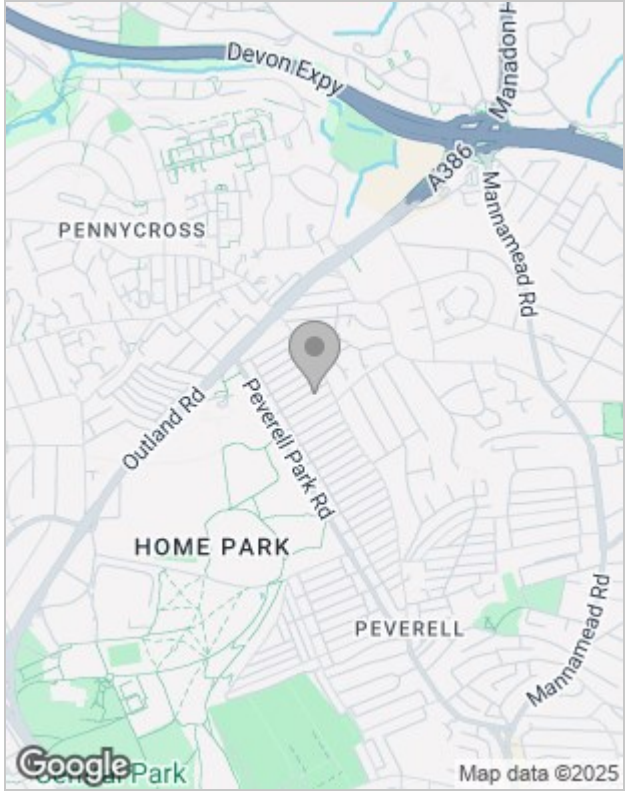 Devon Expy
Manadon H
A386
Mannamead Rd
PENNYCROSS
Outland Rd
Peverell Park Rd
HOME PARK
PEVERELL
Mannamead Rd
Central Park
Google
Map data ©2025